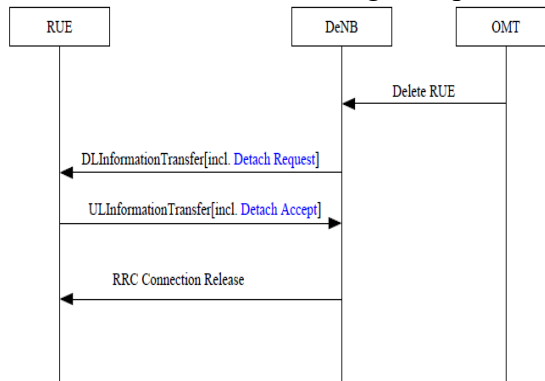 RUE
DeNB
OMT
Delete RUE
DLInformationTransfer[incl. Detach Request]
ULInformationTransfer[incl. Detach Accept]
RRC Connection Release